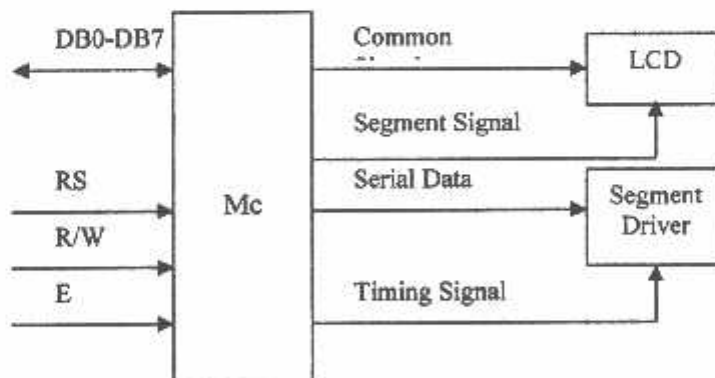 DB0-DB7
Common
LCD
Segment Signal
RS
Serial Data
Mc
Segment
Driver
R/W
E
Timing Signal